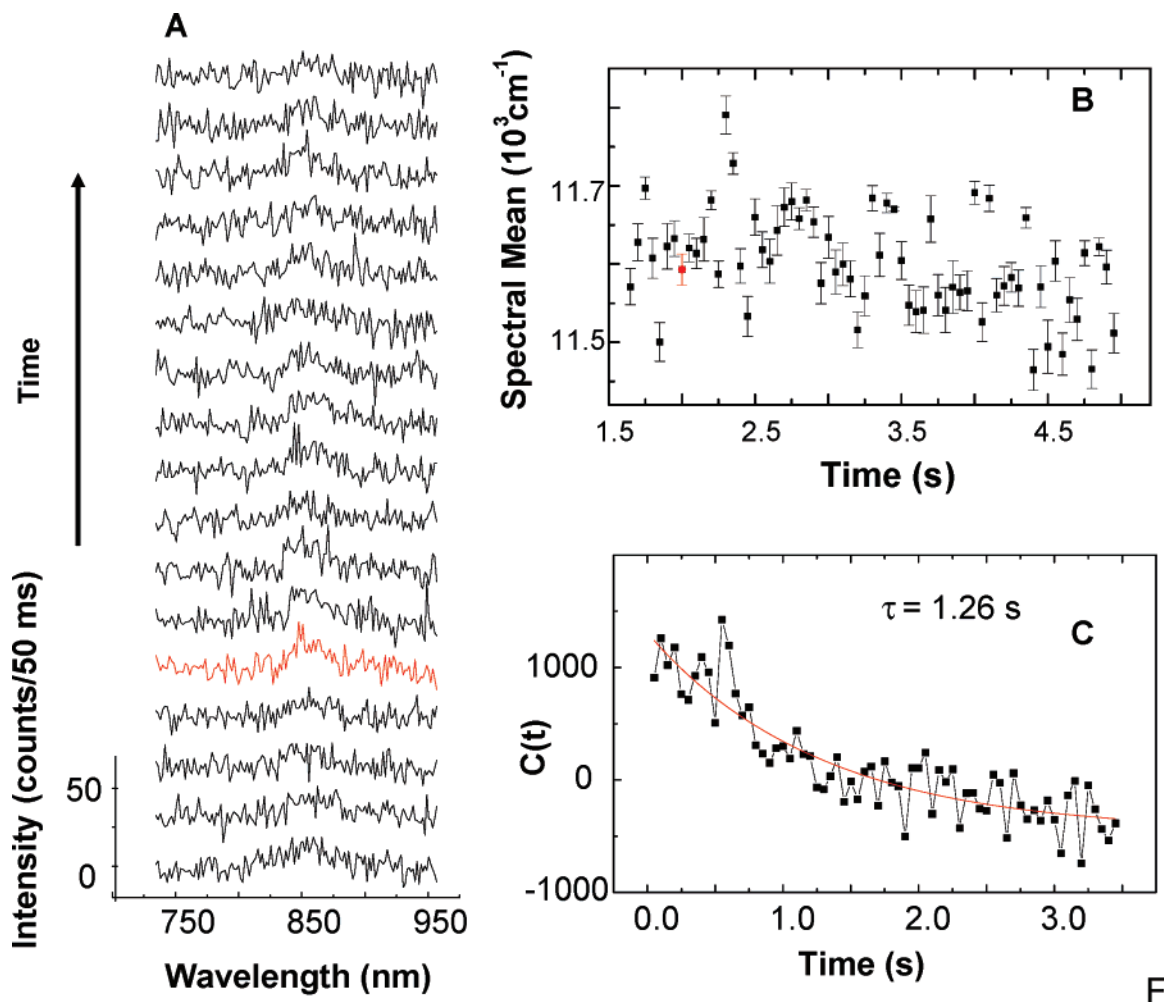 A
Time
Intensity (counts/50 ms)
50
0
750 850 950
Wavelength (nm)
B
Spectral Mean (10³cm⁻¹)
11.7
11.5
1.5 2.5 3.5 4.5
Time (s)
C
τ = 1.26 s
C(t)
1000
0
-1000
0.0 1.0 2.0 3.0
Time (s)
F